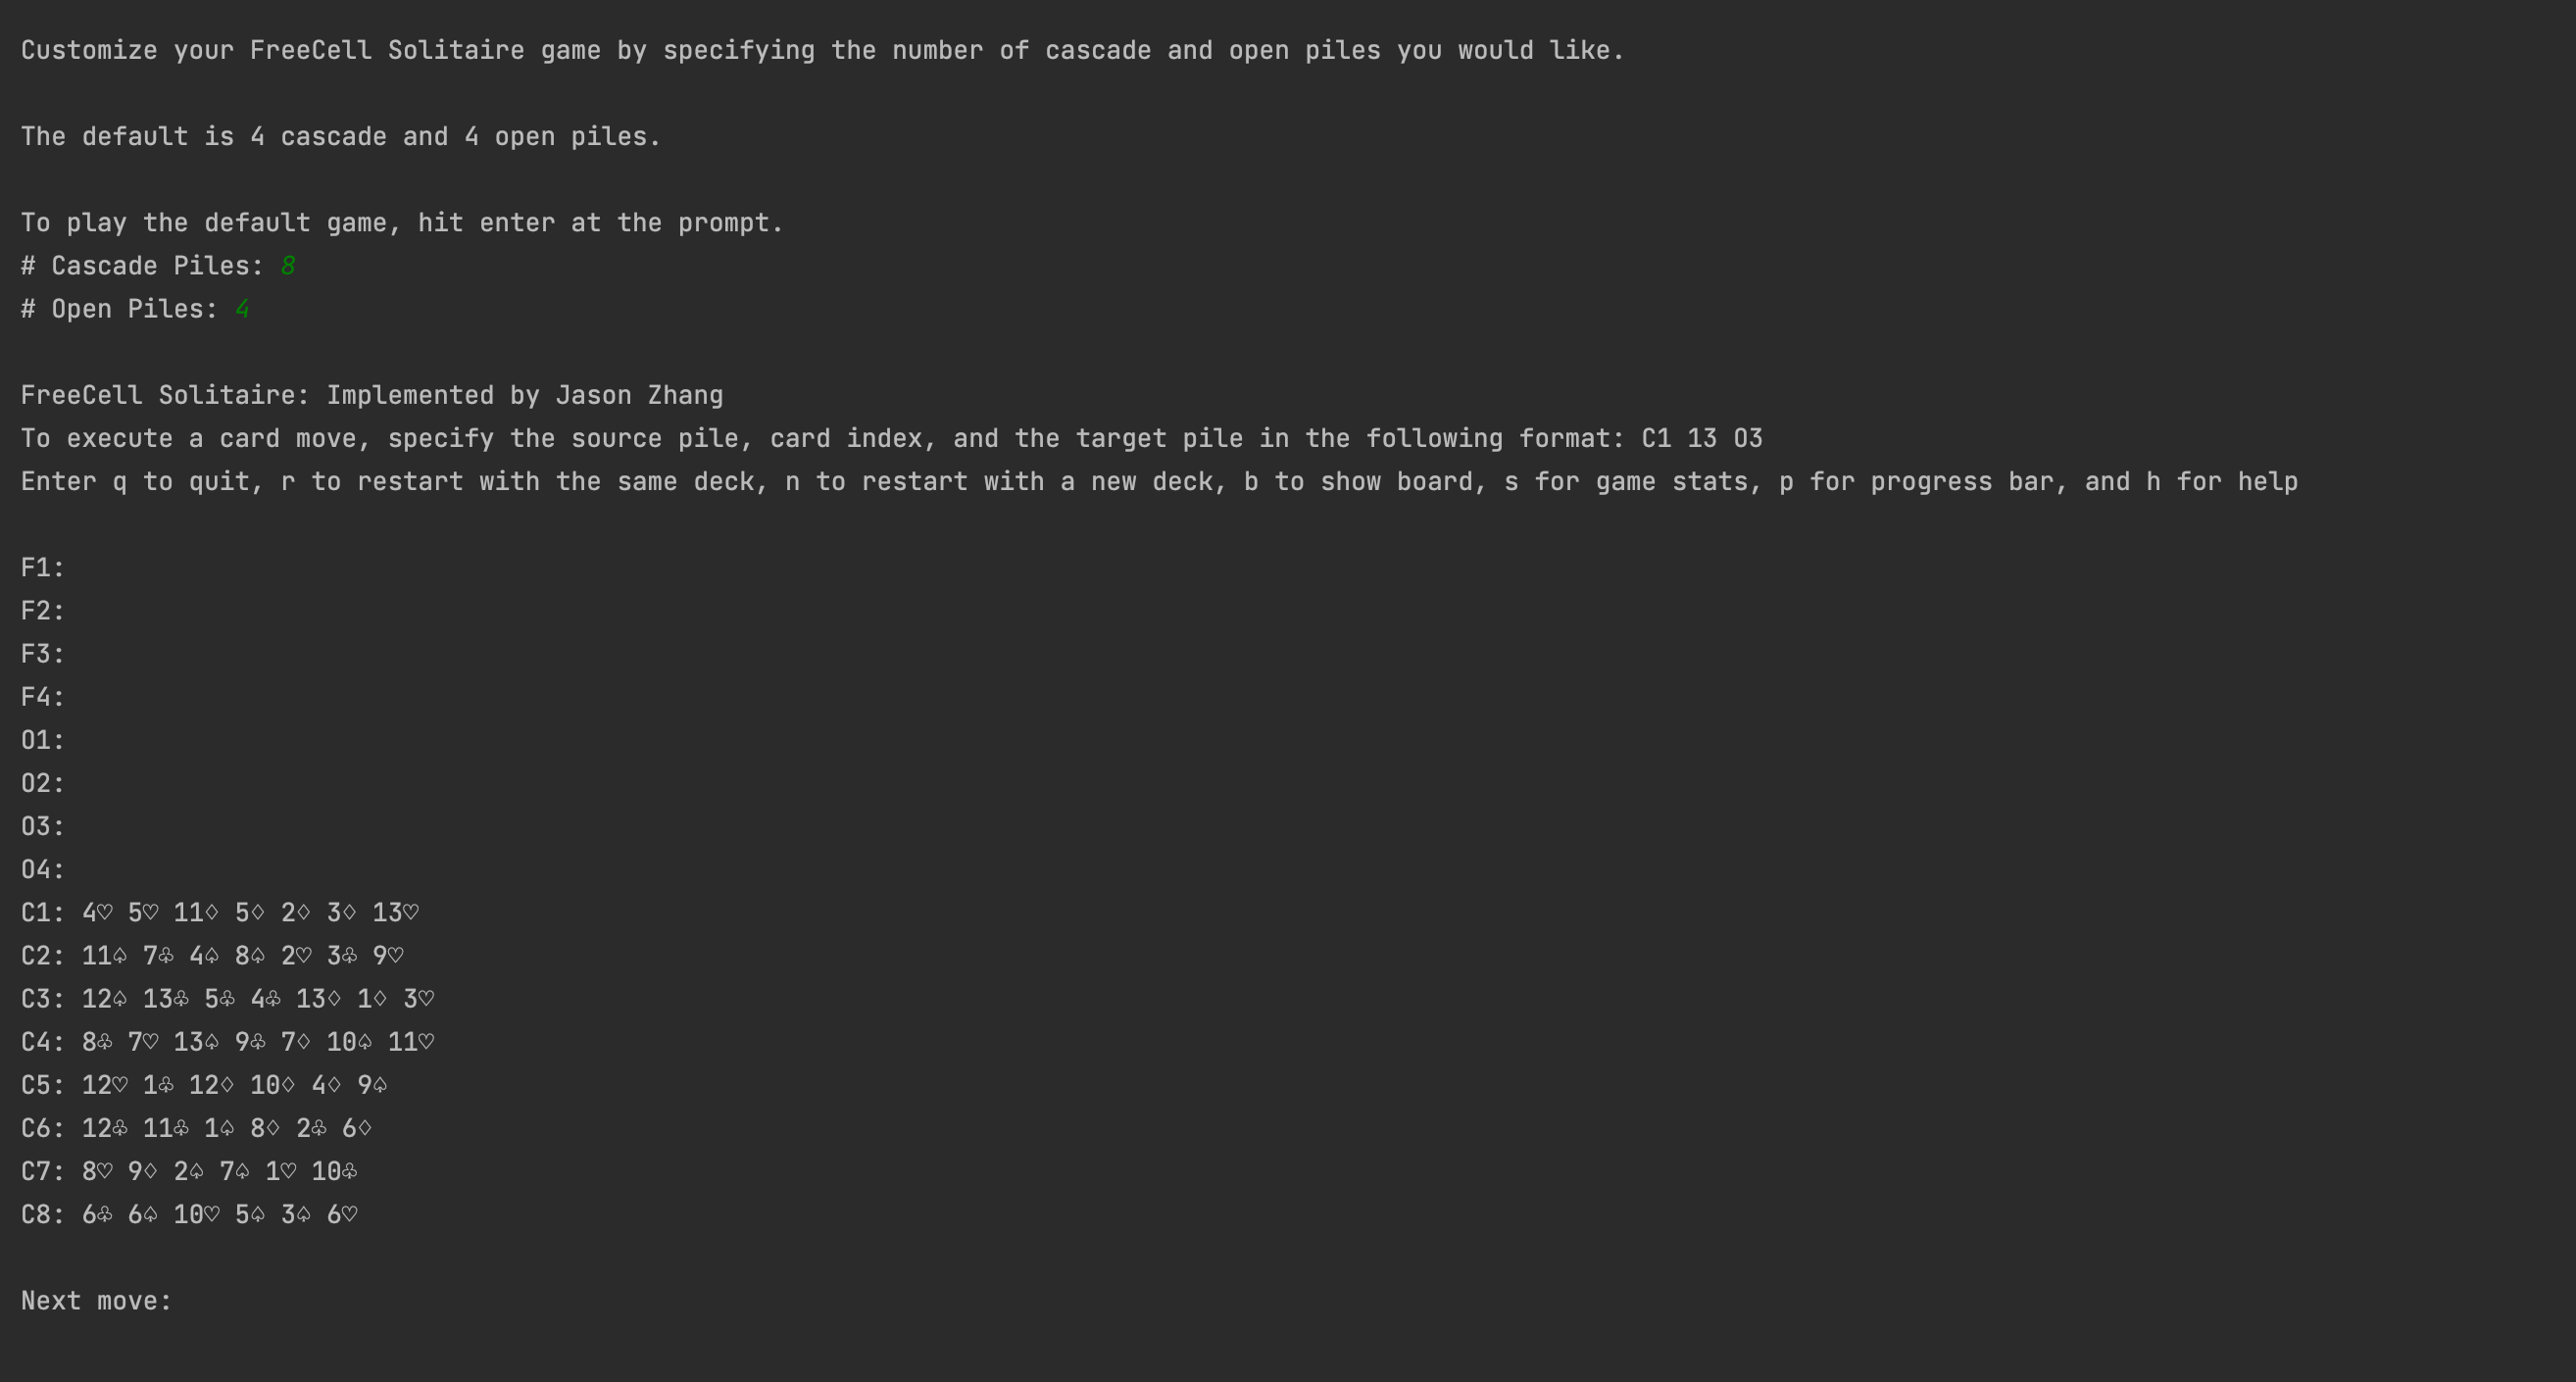 Customize your FreeCell Solitaire game by specifying the number of cascade and open piles you would like.
The default is 4 cascade and 4 open piles.
To play the default game, hit enter at the prompt.
# Cascade Piles: 8
# Open Piles: 4
FreeCell Solitaire: Implemented by Jason Zhang
To execute a card move, specify the source pile, card index, and the target pile in the following format: C1 13 O3
Enter q to quit, r to restart with the same deck, n to restart with a new deck, b to show board, s for game stats, p for progress bar, and h for help
F1:
F2:
F3:
F4:
O1:
O2:
O3:
O4:
C1: 4♡ 5♡ 11♢ 5♢ 2♢ 3♢ 13♡
C2: 11♤ 7♧ 4♤ 8♤ 2♡ 3♧ 9♡
C3: 12♤ 13♧ 5♧ 4♧ 13♢ 1♢ 3♡
C4: 8♧ 7♡ 13♤ 9♧ 7♢ 10♤ 11♡
C5: 12♡ 1♧ 12♢ 10♢ 4♢ 9♤
C6: 12♧ 11♧ 1♤ 8♢ 2♧ 6♢
C7: 8♡ 9♢ 2♤ 7♤ 1♡ 10♧
C8: 6♧ 6♤ 10♡ 5♤ 3♤ 6♡
Next move: